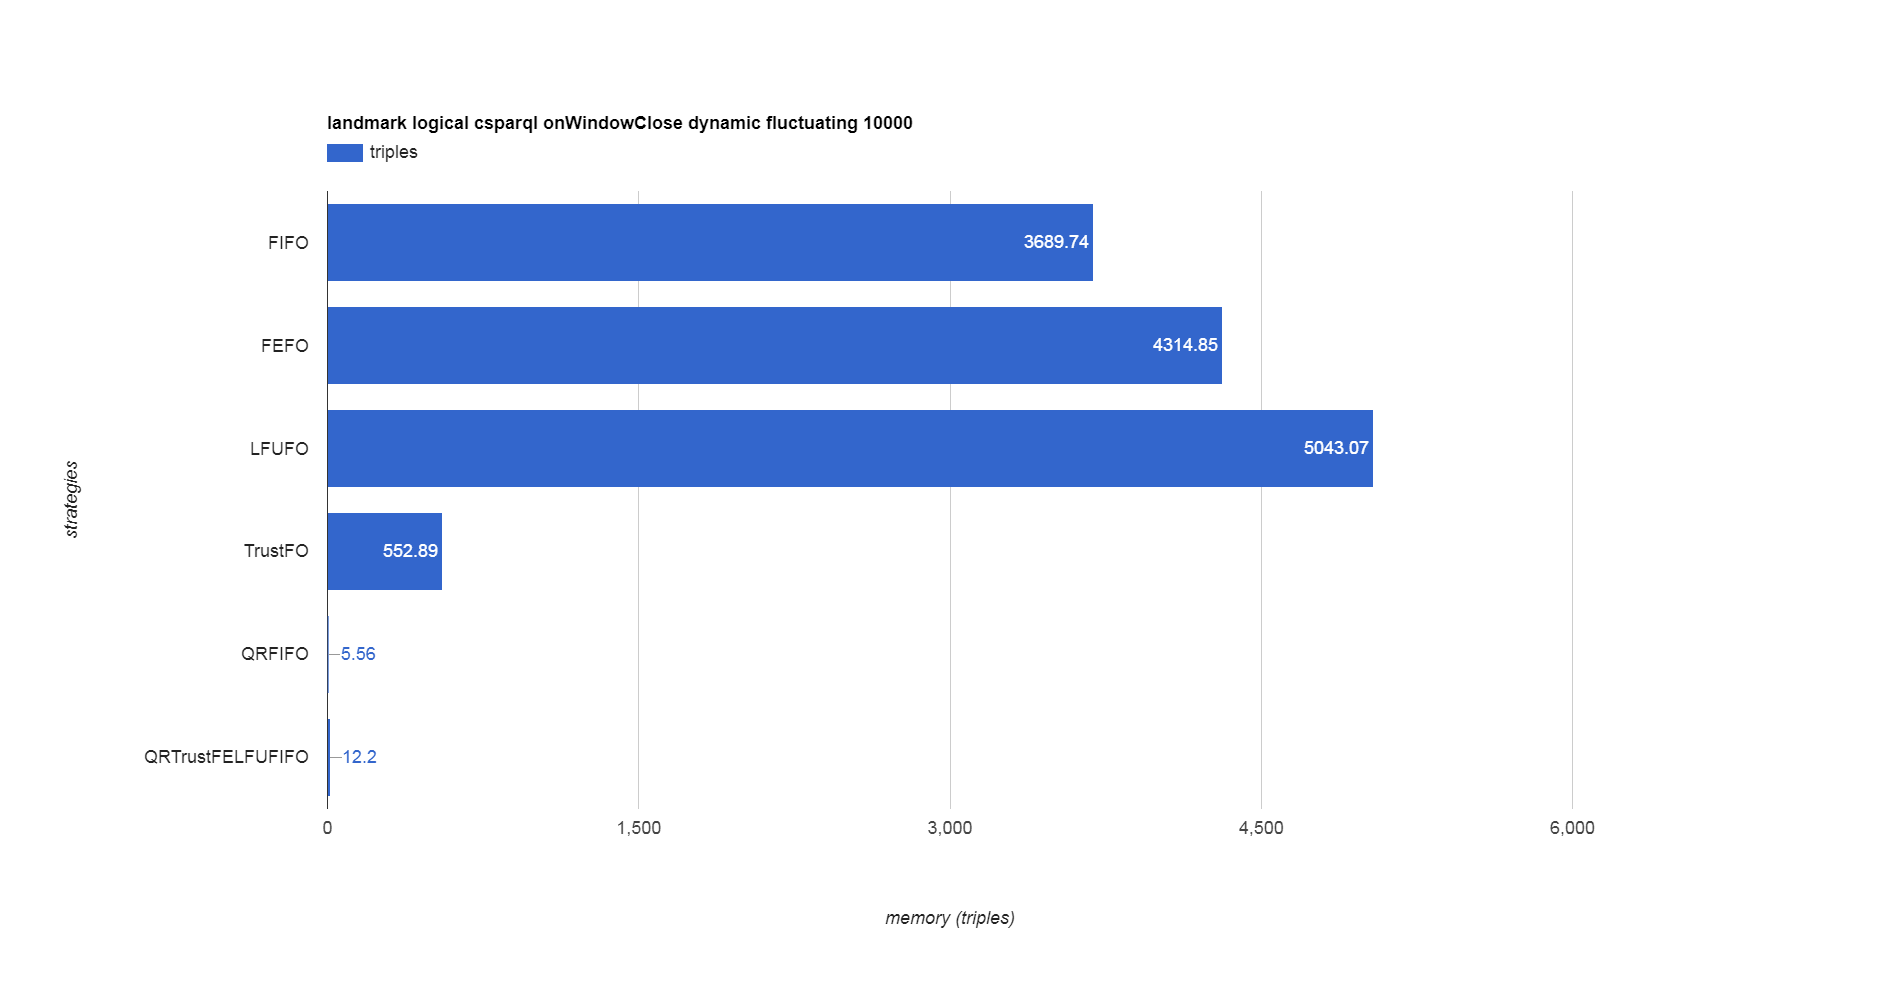 landmark logical csparql onWindowClose dynamic fluctuating 10000
triples
FIFO
3689.74
FEFO
4314.85
LFUFO
5043.07
strategies
TrustFO
552.89
QRFIFO
5.56
QRTrustFELFUFIFO
12.2
0
1,500
3,000
4,500
6,000
memory (triples)